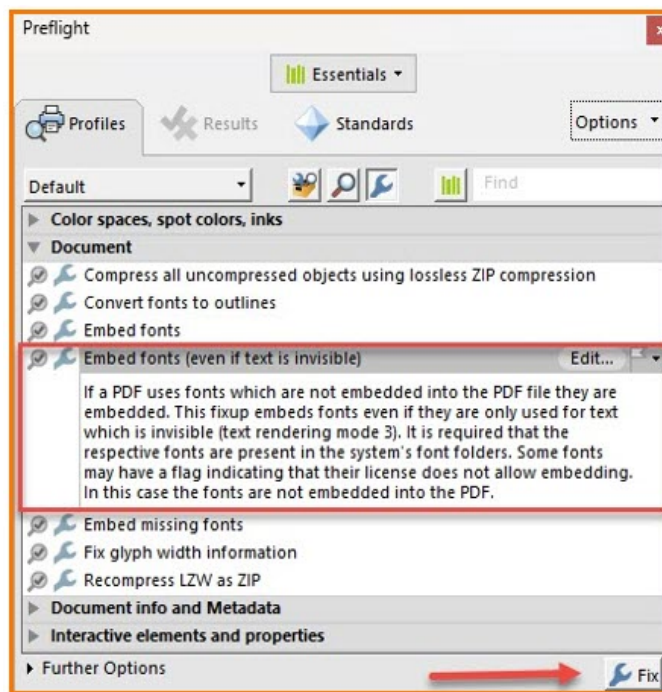 Preflight
Essentials
Profiles
Results
Standards
Options
Default
Find
Color spaces, spot colors, inks
Document
Compress all uncompressed objects using lossless ZIP compression
Convert fonts to outlines
Embed fonts
Embed fonts (even if text is invisible)
Edit...
If a PDF uses fonts which are not embedded into the PDF file they are
embedded. This fixup embeds fonts even if they are only used for text
which is invisible (text rendering mode 3). It is required that the
respective fonts are present in the system's font folders. Some fonts
may have a flag indicating that their license does not allow embedding.
In this case the fonts are not embedded into the PDF.
Embed missing fonts
Fix glyph width information
Recompress LZW as ZIP
Document info and Metadata
Interactive elements and properties
Further Options
Fix